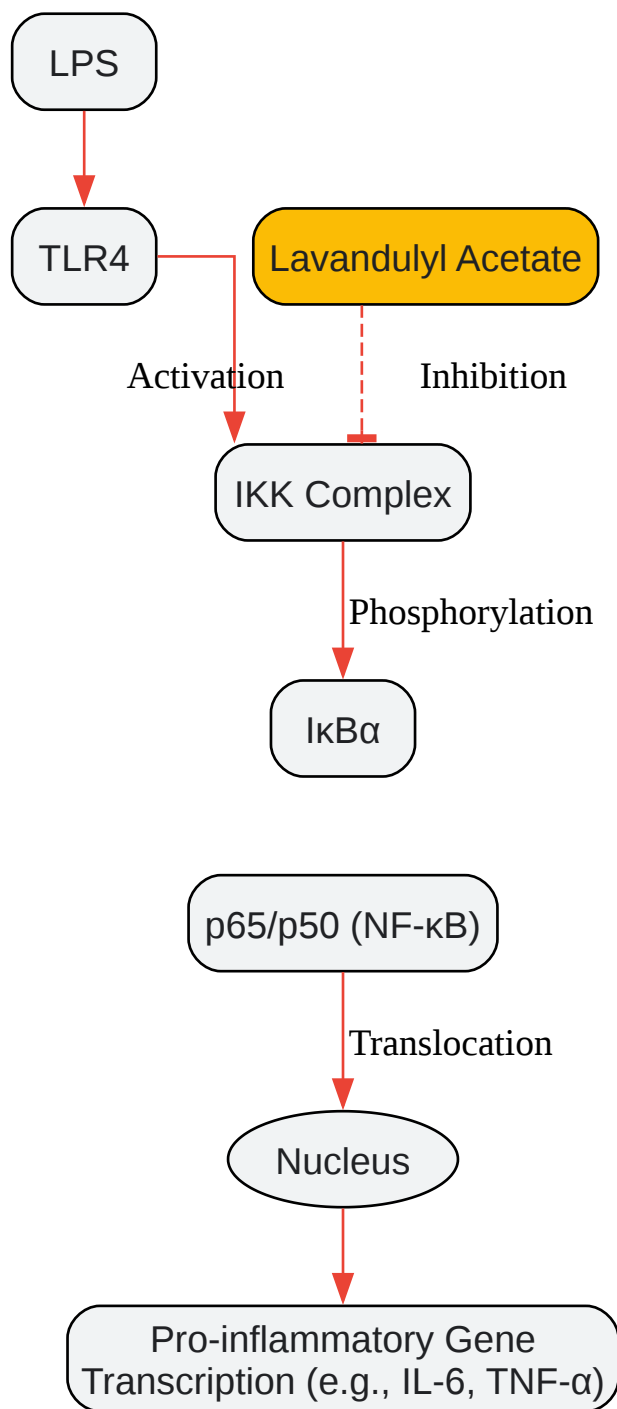 LPS
TLR4
Lavandulyl Acetate
Activation
Inhibition
IKK Complex
Phosphorylation
IκBα
p65/p50 (NF-κB)
Translocation
Nucleus
Pro-inflammatory Gene
Transcription (e.g., IL-6, TNF-α)